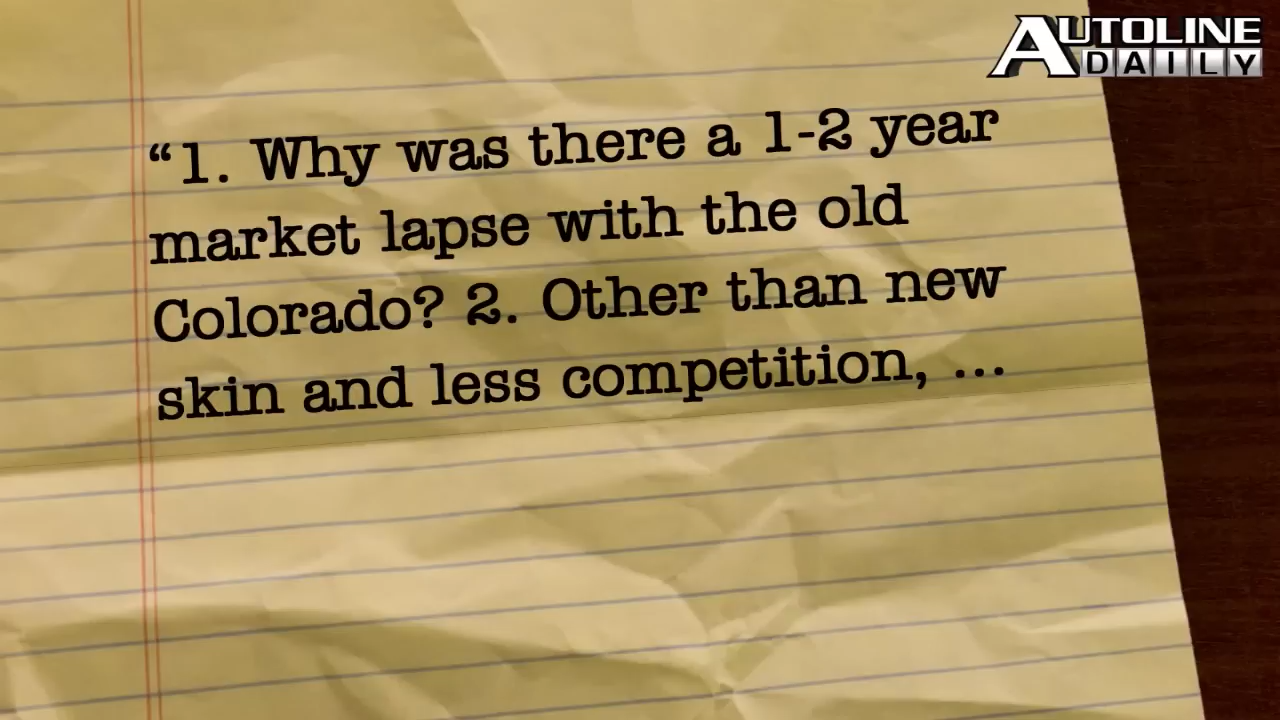 AUTOLINE
DAILY
“1. Why was there a 1-2 year
market lapse with the old
Colorado? 2. Other than new
skin and less competition, ...